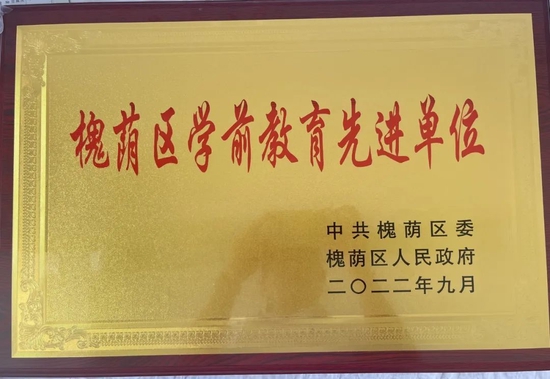 槐荫区学前教育先进单位
中共槐荫区委
槐荫区人民政府
二〇二二年九月